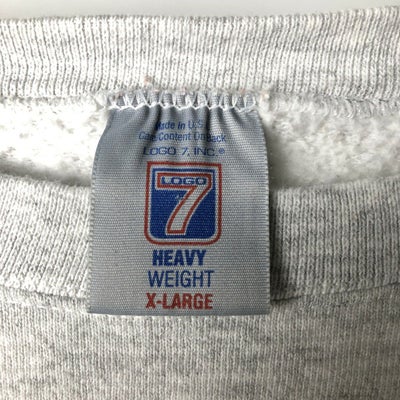 Made in U.S.A.
Care Content On Back
LOGO 7, INC.®
LOGO
7
HEAVY
WEIGHT
X-LARGE